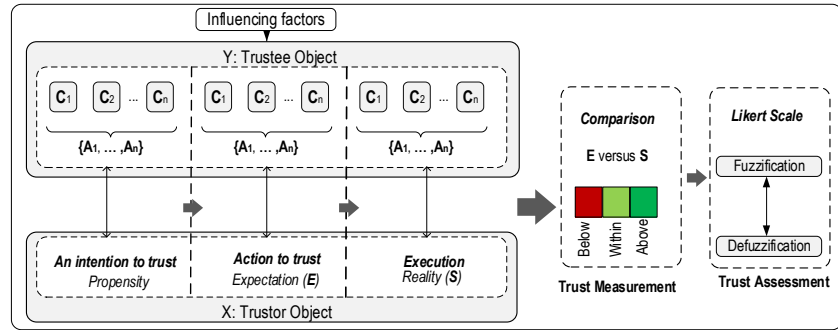 Influencing factors
Y: Trustee Object
C1 C2 ... Cn C1 C2 ... Cn C1 C2 ... Cn
{A1, ... ,An} {A1, ... ,An} {A1, ... ,An}
An intention to trust
Propensity
Action to trust
Expectation (E)
Execution
Reality (S)
X: Trustor Object
Comparison
E versus S
Below
Within
Above
Trust Measurement
Likert Scale
Fuzzification
Defuzzification
Trust Assessment